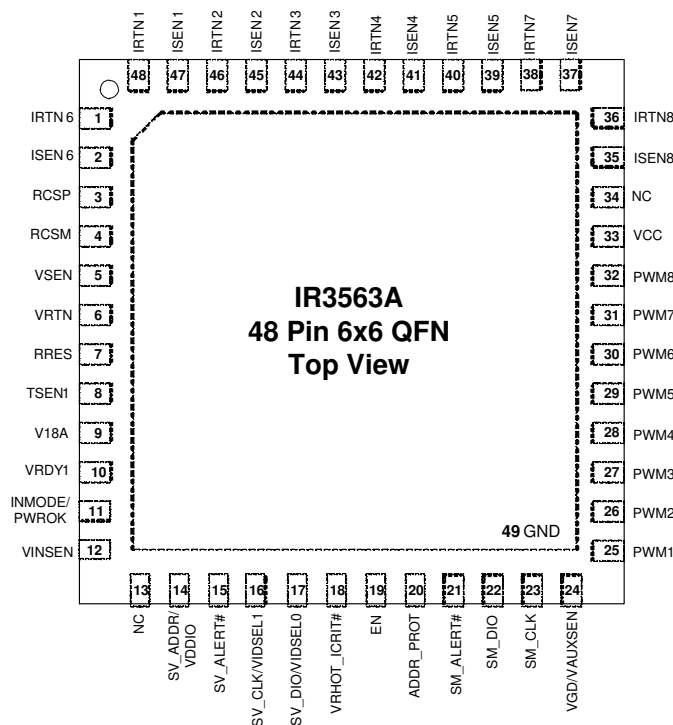 IRTN1
ISEN1
IRTN2
ISEN2
IRTN3
ISEN3
IRTN4
ISEN4
IRTN5
ISEN5
IRTN7
ISEN7
48 47 46 45 44 43 42 41 40 39 38 37
IRTN6 1
ISEN6 2
RCSP 3
RCSM 4
VSEN 5
VRTN 6
RRES 7
TSEN1 8
V18A 9
VRDY1 10
INMODE/
PWROK 11
VINSEN 12
IR3563A
48 Pin 6x6 QFN
Top View
49 GND
36 IRTN8
35 ISEN8
34 NC
33 VCC
32 PWM8
31 PWM7
30 PWM6
29 PWM5
28 PWM4
27 PWM3
26 PWM2
25 PWM1
13 14 15 16 17 18 19 20 21 22 23 24
NC
SV_ADDR/
VDDIO
SV_ALERT#
SV_CLK/VIDSEL1
SV_DIO/VIDSEL0
VRHOT_ICRIT#
EN
ADDR_PROT
SM_ALERT#
SM_DIO
SM_CLK
VGD/VAUXSEN